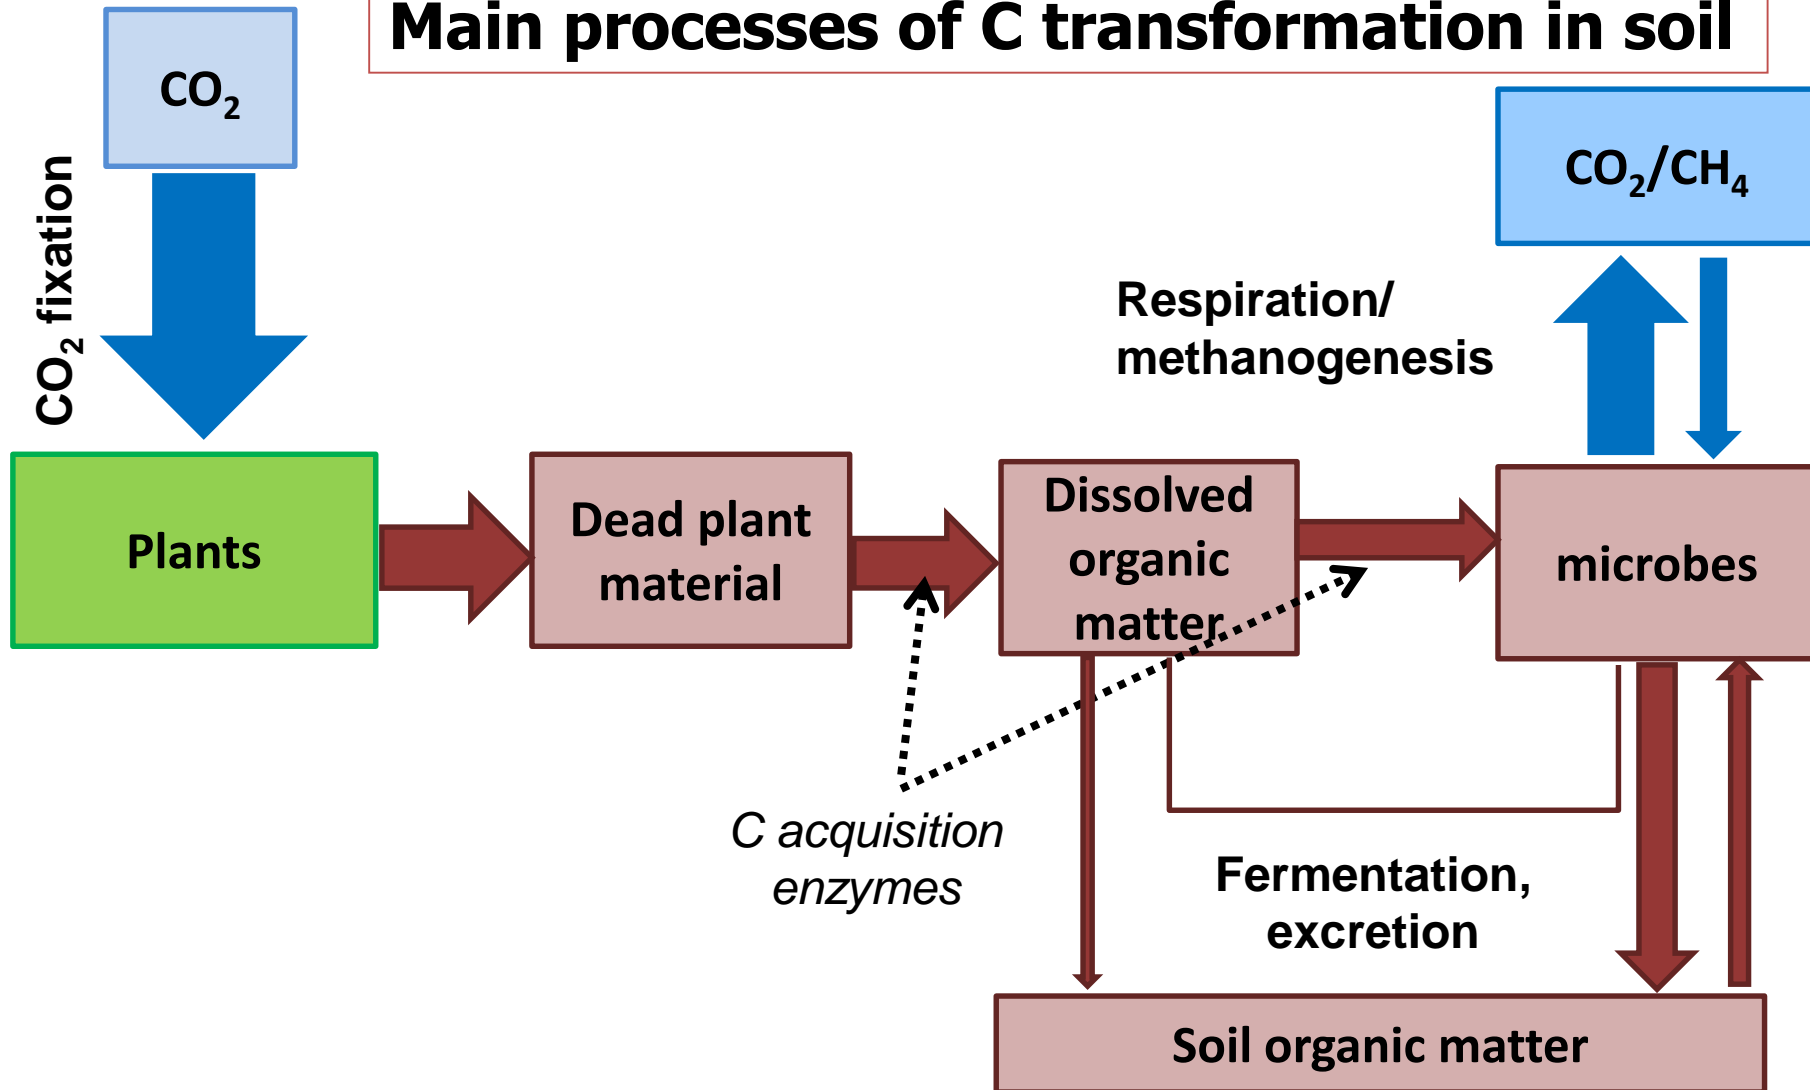 Main processes of C transformation in soil
CO₂
CO₂/CH₄
CO₂ fixation
Respiration/
methanogenesis
Plants
Dead plant
material
Dissolved
organic
matter
microbes
C acquisition
enzymes
Fermentation,
excretion
Soil organic matter